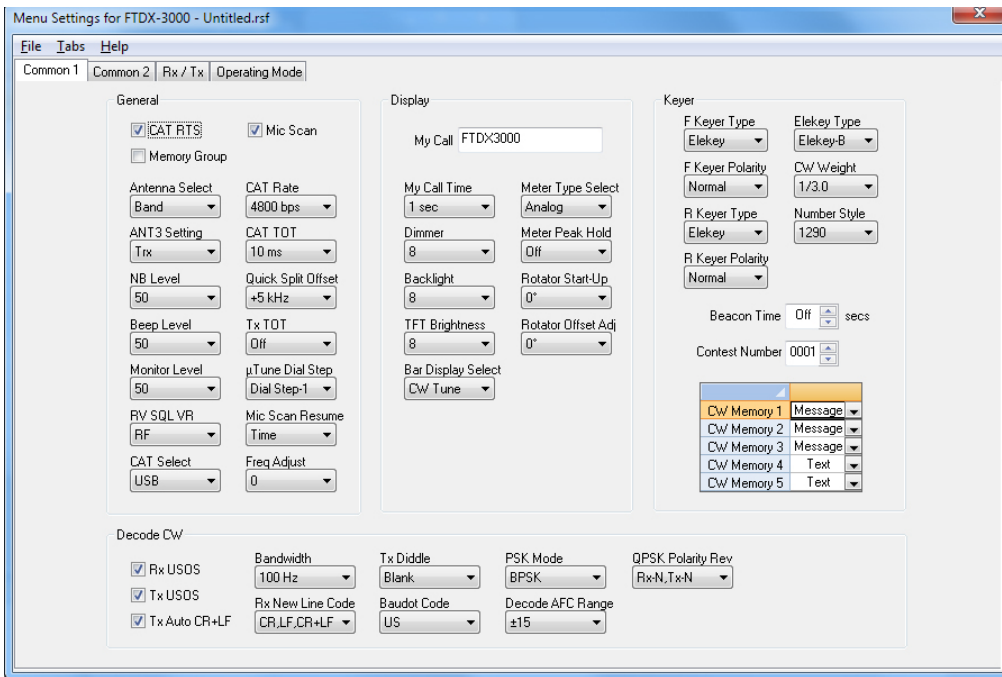 Menu Settings for FTDX-3000 - Untitled.rsf
X
File Tabs Help
Common 1 Common 2 Rx / Tx Operating Mode
General
CAT RTS Mic Scan
Memory Group
Antenna Select CAT Rate
Band 4800 bps
ANT3 Setting CAT TOT
Trx 10 ms
NB Level Quick Split Offset
50 +5 kHz
Beep Level Tx TOT
50 Off
Monitor Level µTune Dial Step
50 Dial Step-1
RV SQL VR Mic Scan Resume
RF Time
CAT Select Freq Adjust
USB 0
Display
My Call FTDX3000
My Call Time Meter Type Select
1 sec Analog
Dimmer Meter Peak Hold
8 Off
Backlight Rotator Start-Up
8 0°
TFT Brightness Rotator Offset Adj
8 0°
Bar Display Select
CW Tune
Keyer
F Keyer Type Elekey Type
Elekey Elekey-B
F Keyer Polarity CW Weight
Normal 1/3.0
R Keyer Type Number Style
Elekey 1290
R Keyer Polarity
Normal
Beacon Time Off secs
Contest Number 0001
CW Memory 1 Message
CW Memory 2 Message
CW Memory 3 Message
CW Memory 4 Text
CW Memory 5 Text
Decode CW
Rx USOS
Tx USOS
Tx Auto CR+LF
Bandwidth Tx Diddle PSK Mode QPSK Polarity Rev
100 Hz Blank BPSK Rx-N,Tx-N
Rx New Line Code Baudot Code Decode AFC Range
CR,LF,CR+LF US ±15